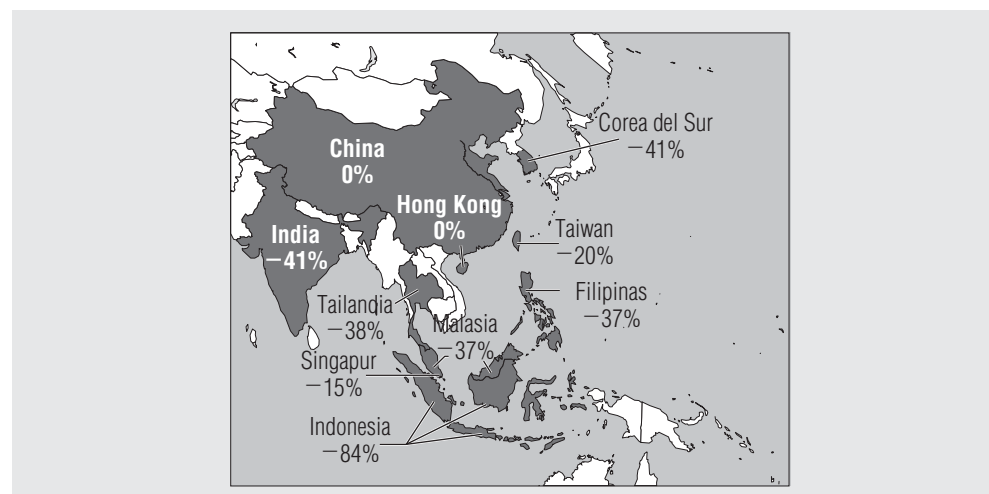 Corea del Sur
−41%
China
0%
Hong Kong
0%
India
−41%
Taiwan
−20%
Filipinas
−37%
Tailandia
−38%
Malasia
−37%
Singapur
−15%
Indonesia
−84%